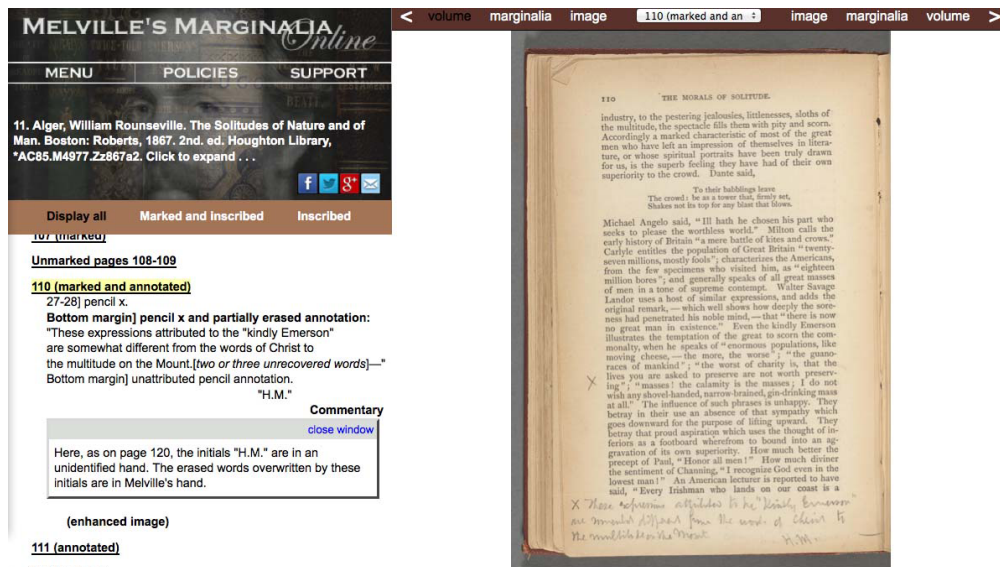 MELVILLE'S MARGINALIA
Online
MENU POLICIES SUPPORT
11. Alger, William Rounseville. The Solitudes of Nature and of
Man. Boston: Roberts, 1867. 2nd. ed. Houghton Library,
*AC85.M4977.Zz867a2. Click to expand . . .
Display all Marked and inscribed Inscribed
107 (marked)
Unmarked pages 108-109
110 (marked and annotated)
27-28] pencil x.
Bottom margin] pencil x and partially erased annotation:
"These expressions attributed to the "kindly Emerson"
are somewhat different from the words of Christ to
the multitude on the Mount.[two or three unrecovered words]—"
Bottom margin] unattributed pencil annotation.
"H.M."
Commentary
close window
Here, as on page 120, the initials "H.M." are in an
unidentified hand. The erased words overwritten by these
initials are in Melville's hand.
(enhanced image)
111 (annotated)
< volume marginalia image 110 (marked and an image marginalia volume >
110 THE MORALS OF SOLITUDE.
industry, to the pestering jealousies, littlenesses, sloths of
the multitude, the spectacle fills them with pity and scorn.
Accordingly a marked characteristic of most of the great
men who have left an impression of themselves in litera-
ture, or whose spiritual portraits have been truly drawn
for us, is the superb feeling they have had of their own
superiority to the crowd. Dante said,
To their babblings leave
The crowd: be as a tower that, firmly set,
Shakes not its top for any blast that blows.
Michael Angelo said, "Ill hath he chosen his part who
seeks to please the worthless world." Milton calls the
early history of Britain "a mere battle of kites and crows."
Carlyle entitles the population of Great Britain "twenty-
seven millions, mostly fools"; characterizes the Americans,
from the few specimens who visited him, as "eighteen
million bores"; and generally speaks of all great masses
of men in a tone of supreme contempt. Walter Savage
Landor uses a host of similar expressions, and adds the
original remark, — which well shows how deeply the sore-
ness had penetrated his noble mind, — that "there is now
no great man in existence." Even the kindly Emerson
illustrates the temptation of the great to scorn the com-
monalty, when he speaks of "enormous populations, like
moving cheese, — the more, the worse"; "the guano-
races of mankind"; "the worst of charity is, that the
lives you are asked to preserve are not worth preserv-
X ing"; "masses! the calamity is the masses; I do not
wish any shovel-handed, narrow-brained, gin-drinking mass
at all." The influence of such phrases is unhappy. They
betray in their use an absence of that sympathy which
goes downward for the purpose of lifting upward. They
betray that proud aspiration which uses the thought of in-
feriors as a footboard wherefrom to bound into an ag-
gravation of its own superiority. How much better the
precept of Paul, "Honor all men!" How much diviner
the sentiment of Channing, "I recognize God even in the
lowest man!" An American lecturer is reported to have
said, "Every Irishman who lands on our coast is a
X These expressions attributed to the "kindly Emerson"
are somewhat different from the words of Christ to
the multitude on the Mount
H.M.